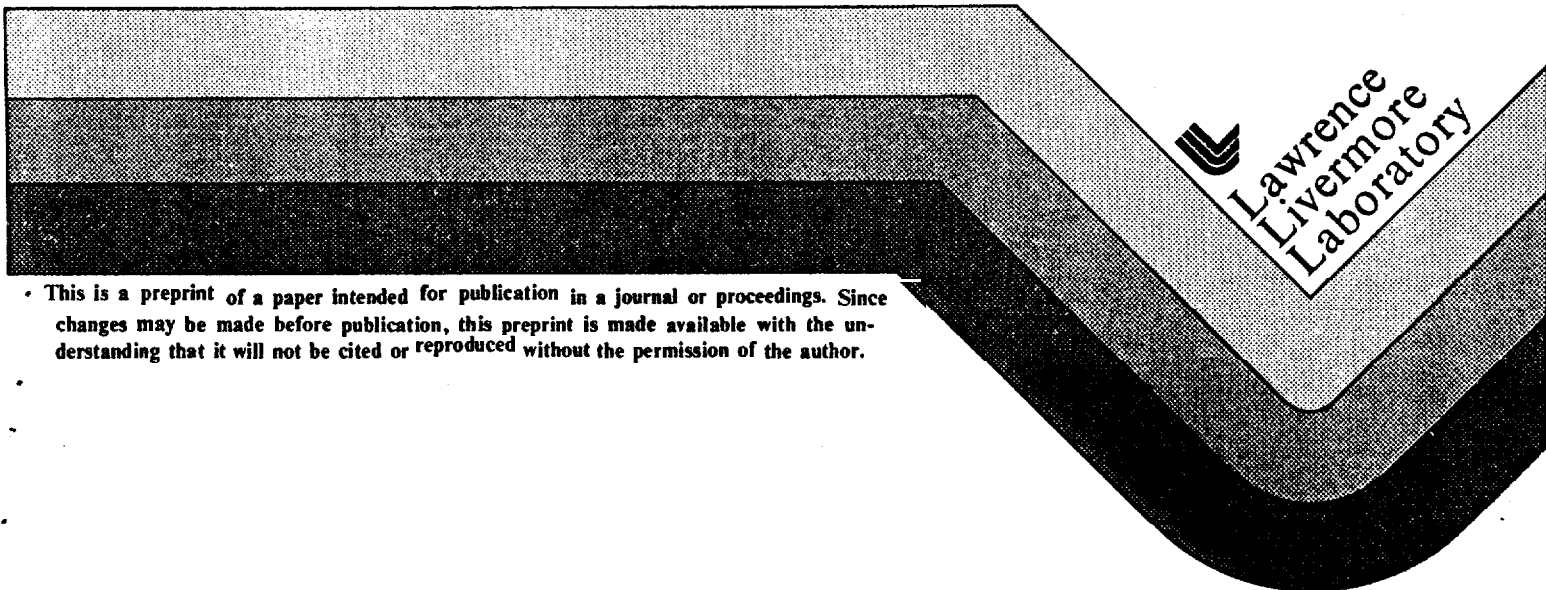 Lawrence
Livermore
Laboratory
This is a preprint of a paper intended for publication in a journal or proceedings. Since
changes may be made before publication, this preprint is made available with the un-
derstanding that it will not be cited or reproduced without the permission of the author.